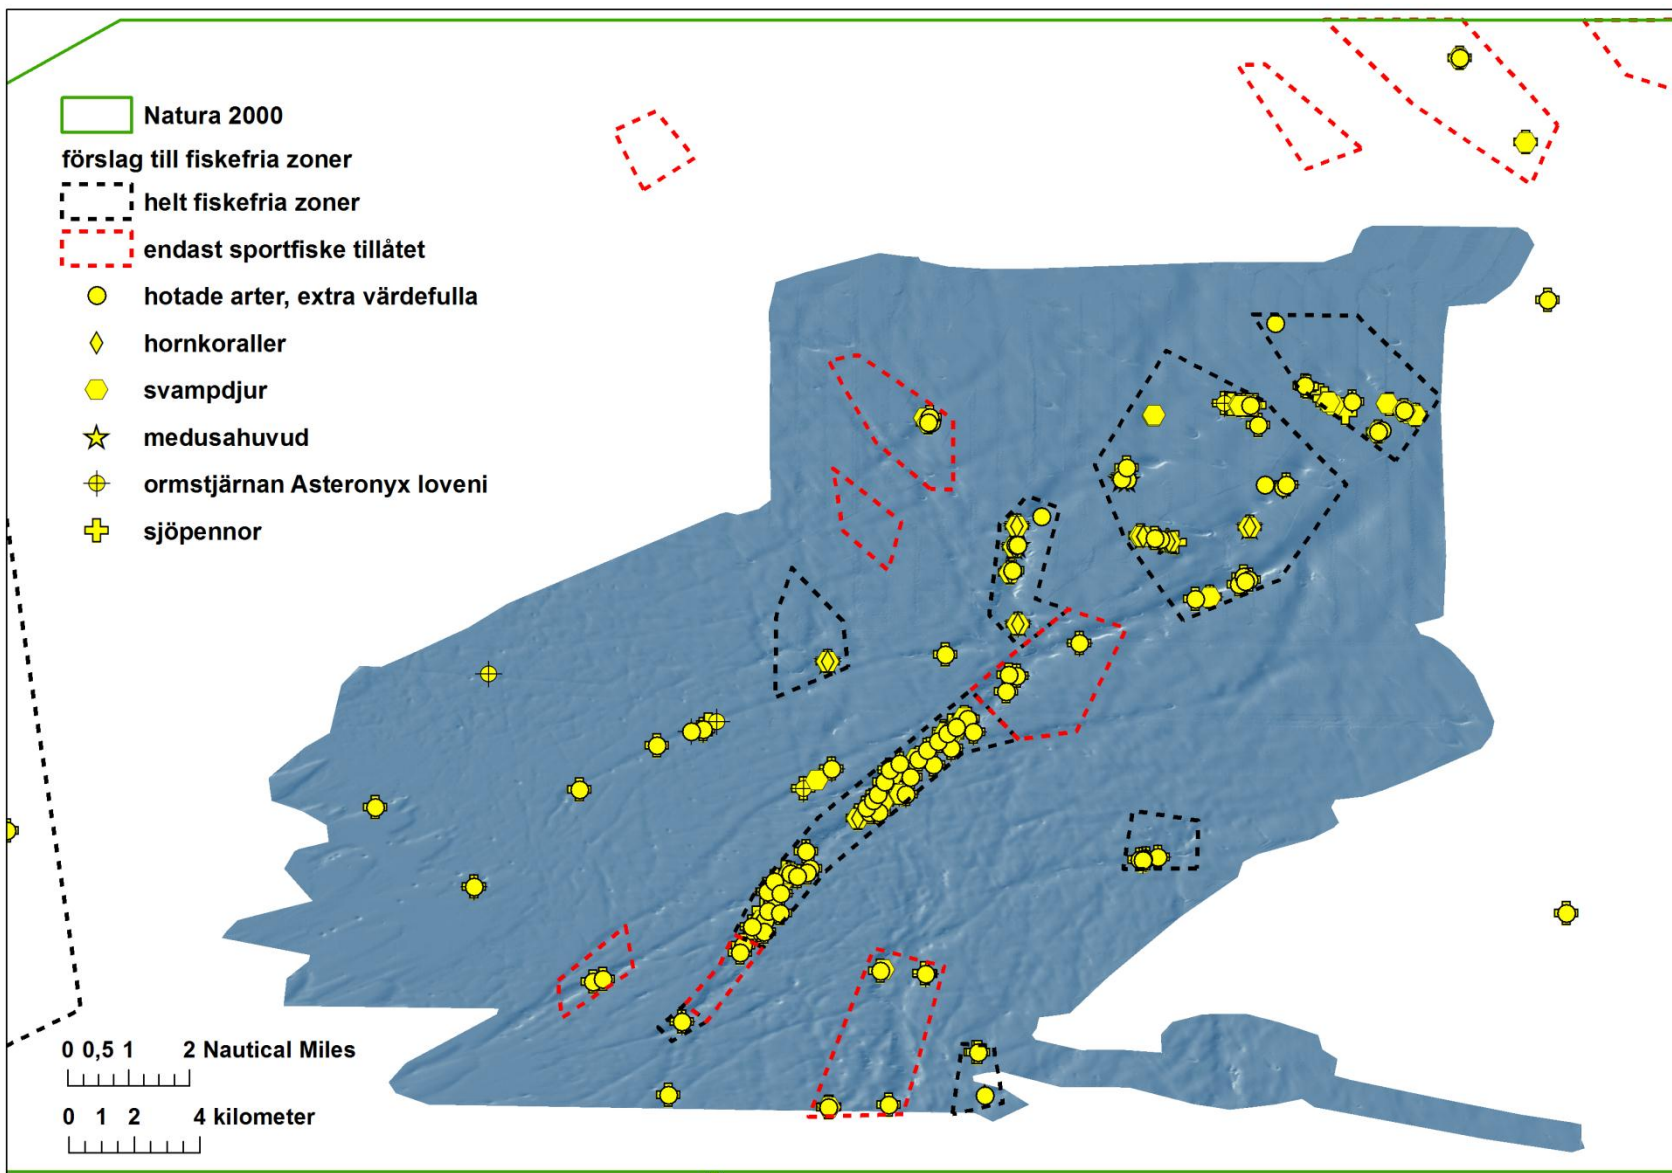 Natura 2000
förslag till fiskefria zoner
helt fiskefria zoner
endast sportfiske tillåtet
hotade arter, extra värdefulla
hornkoraller
svampdjur
medusahuvud
ormstjärnan Asteronyx loveni
sjöpennor
0 0,5 1 2 Nautical Miles
0 1 2 4 kilometer